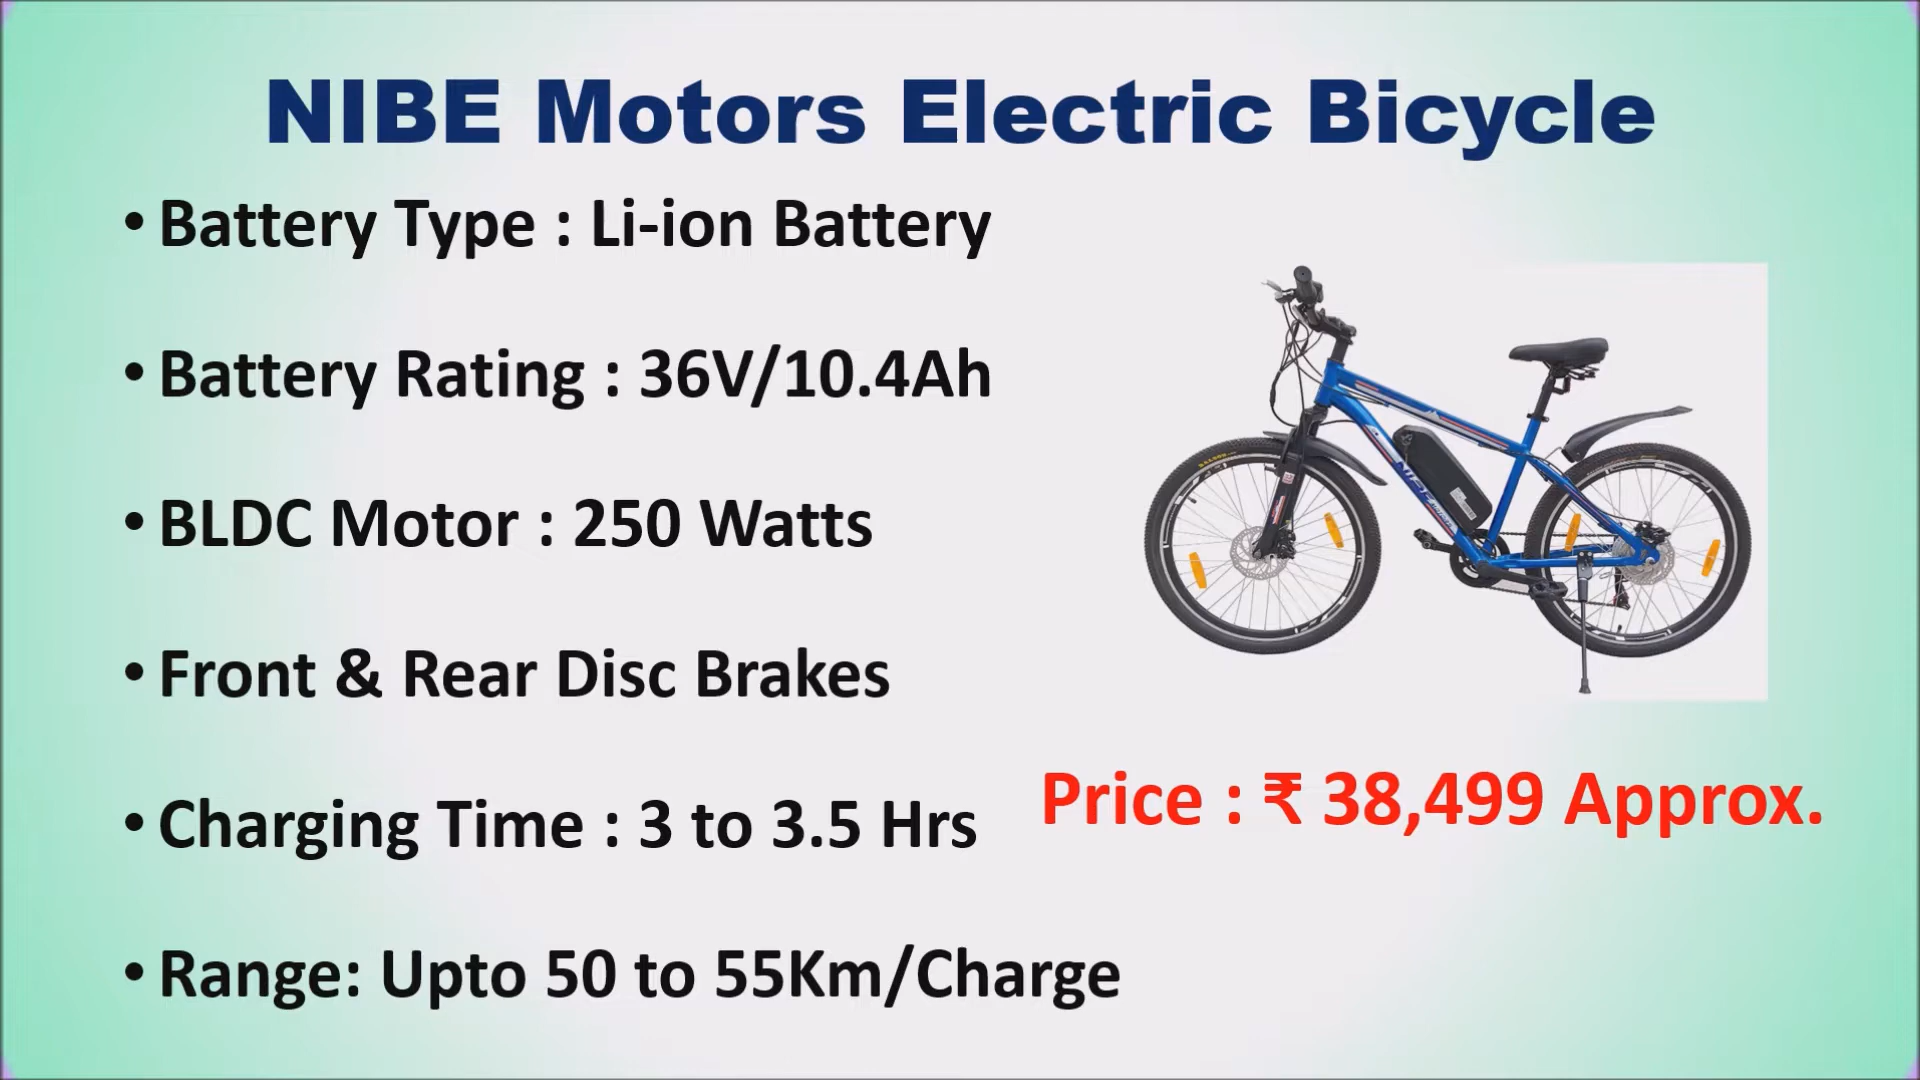 NIBE Motors Electric Bicycle
• Battery Type : Li-ion Battery
• Battery Rating : 36V/10.4Ah
• BLDC Motor : 250 Watts
• Front & Rear Disc Brakes
• Charging Time : 3 to 3.5 Hrs
Price : ₹ 38,499 Approx.
• Range: Upto 50 to 55Km/Charge